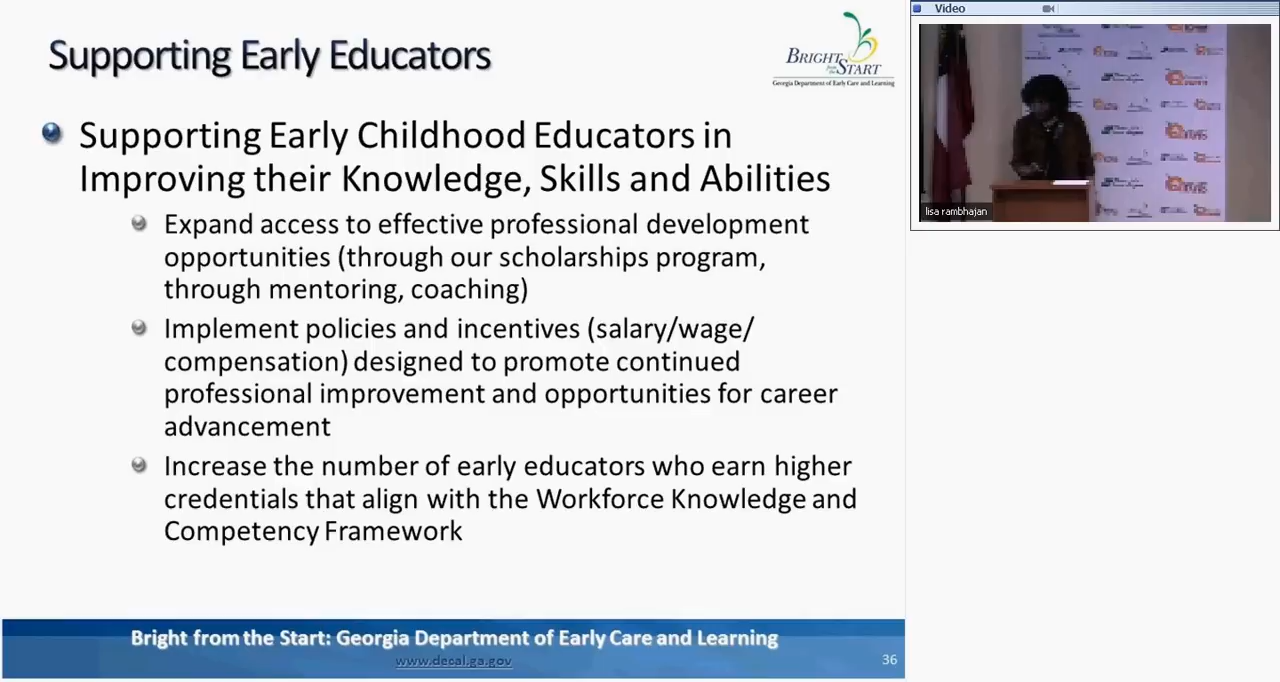 Supporting Early Educators
BRIGHT
from the
START
Georgia Department of Early Care and Learning
Supporting Early Childhood Educators in
Improving their Knowledge, Skills and Abilities
Expand access to effective professional development
opportunities (through our scholarships program,
through mentoring, coaching)
Implement policies and incentives (salary/wage/
compensation) designed to promote continued
professional improvement and opportunities for career
advancement
Increase the number of early educators who earn higher
credentials that align with the Workforce Knowledge and
Competency Framework
Bright from the Start: Georgia Department of Early Care and Learning
www.decal.ga.gov
36
Video
lisa rambhajan